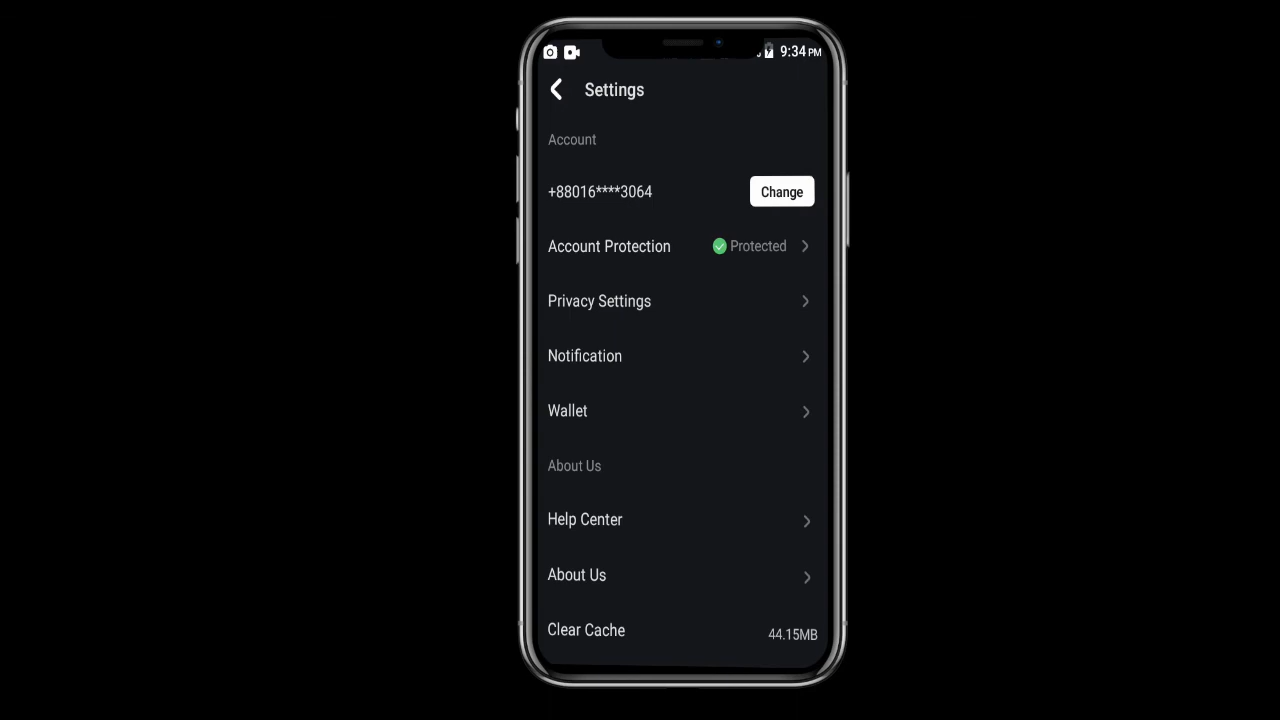 9:34 PM
Settings
Account
+88016****3064
Change
Account Protection
Protected
Privacy Settings
Notification
Wallet
About Us
Help Center
About Us
Clear Cache
44.15MB